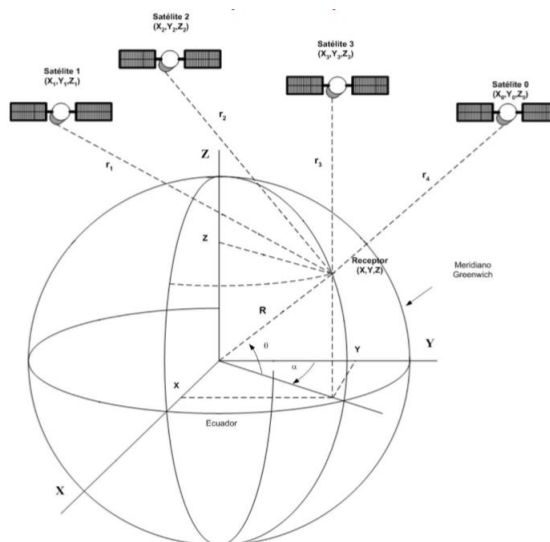 Satélite 2
(X₂,Y₂,Z₂)
Satélite 3
(X₃,Y₃,Z₃)
Satélite 1
(X₁,Y₁,Z₁)
Satélite 0
(X₀,Y₀,Z₀)
r₂
r₁
r₃
r₄
Z
Z
Receptor
(X,Y,Z)
Meridiano
Greenwich
R
θ
α
Y
Y
X
Ecuador
X